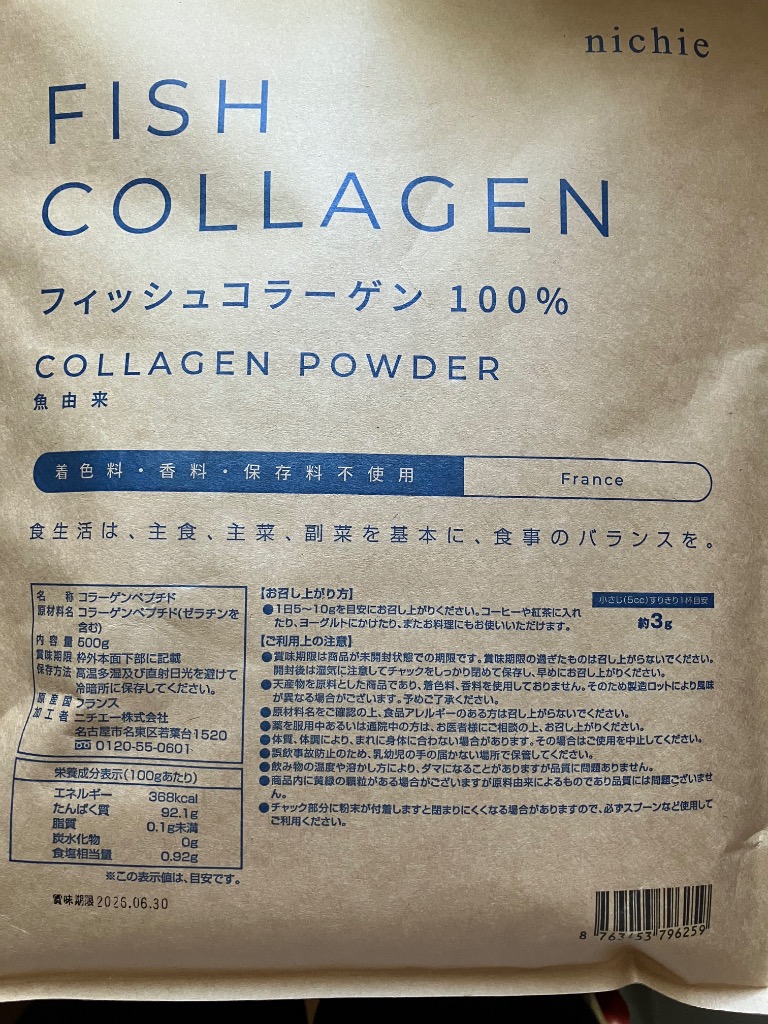 nichie
FISH
COLLAGEN
フィッシュコラーゲン 100%
COLLAGEN POWDER
魚由来
着色料・香料・保存料不使用
France
食生活は、主食、主菜、副菜を基本に、食事のバランスを。
名 称 コラーゲンペプチド
原材料名 コラーゲンペプチド(ゼラチンを
含む)
内容量 500g
賞味期限 枠外本面下部に記載
保存方法 高温多湿及び直射日光を避けて
冷暗所に保存してください。
原産国 フランス
加工者 ニチエー株式会社
名古屋市名東区若葉台1520
☎ 0120-55-0601
栄養成分表示(100gあたり)
エネルギー 368kcal
たんぱく質 92.1g
脂質 0.1g未満
炭水化物 0g
食塩相当量 0.92g
※この表示値は、目安です。
賞味期限 2026.06.30
【お召し上がり方】
●1日5~10gを目安にお召し上がりください。コーヒーや紅茶に入れ
たり、ヨーグルトにかけたり、またお料理にもお使いいただけます。
小さじ(5cc)すりきり1杯目安
約3g
【ご利用上の注意】
●賞味期限は商品が未開封状態での期限です。賞味期限の過ぎたものは召し上がらないでください。
開封後は湿気に注意してチャックをしっかり閉めて保存し、早めにお召し上がりください。
●天産物を原料とした商品であり、着色料、香料を使用しておりません。そのため製造ロットにより風味
が異なる場合がございます。予めご了承ください。
●原材料名をご確認の上、食品アレルギーのある方は召し上がらないでください。
●薬を服用中あるいは通院中の方は、お医者様にご相談の上、お召し上がりください。
●体質、体調により、まれに身体に合わない場合があります。その場合はご使用を中止してください。
●誤飲事故防止のため、乳幼児の手の届かない場所で保管してください。
●飲み物の温度や溶かし方により、ダマになることがありますが品質に問題ありません。
●商品内に黄緑の顆粒がある場合がございますが原料由来によるものであり品質には問題ございませ
ん。
●チャック部分に粉末が付着しますと閉まりにくくなる場合がありますので、必ずスプーンなど使用して
ご利用ください。
8 763453 796259